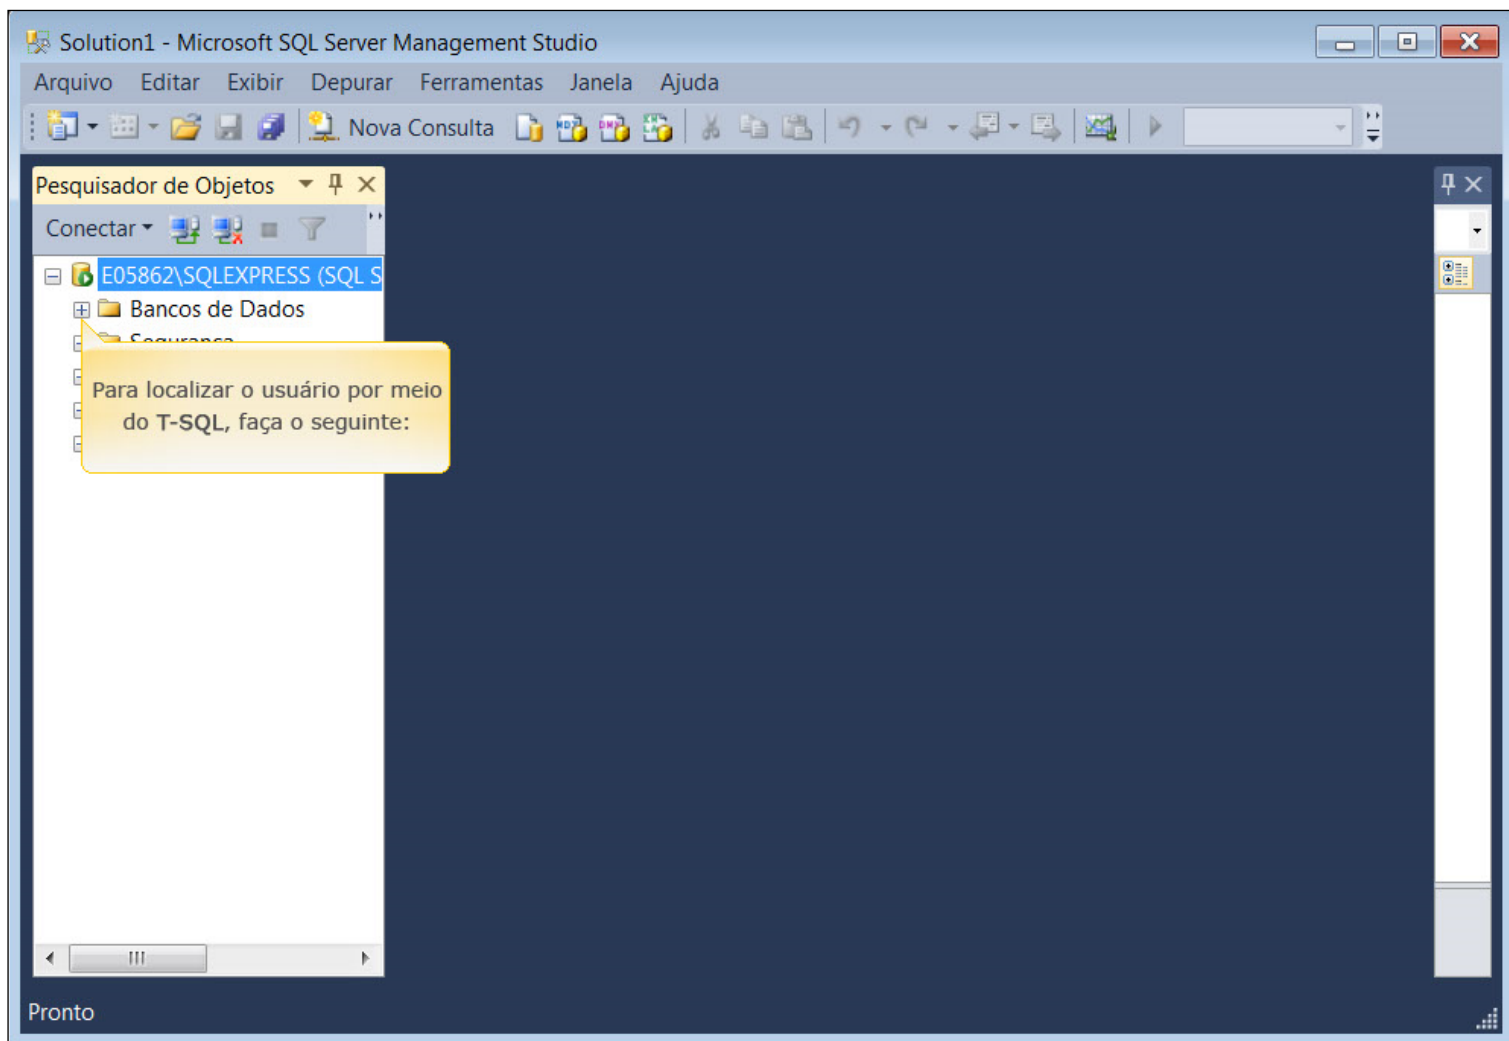 Solution1 - Microsoft SQL Server Management Studio
Arquivo Editar Exibir Depurar Ferramentas Janela Ajuda
Nova Consulta
Pesquisador de Objetos
Conectar
E05862\SQLEXPRESS (SQL S
Bancos de Dados
Segurança
Para localizar o usuário por meio
do T-SQL, faça o seguinte:
Pronto